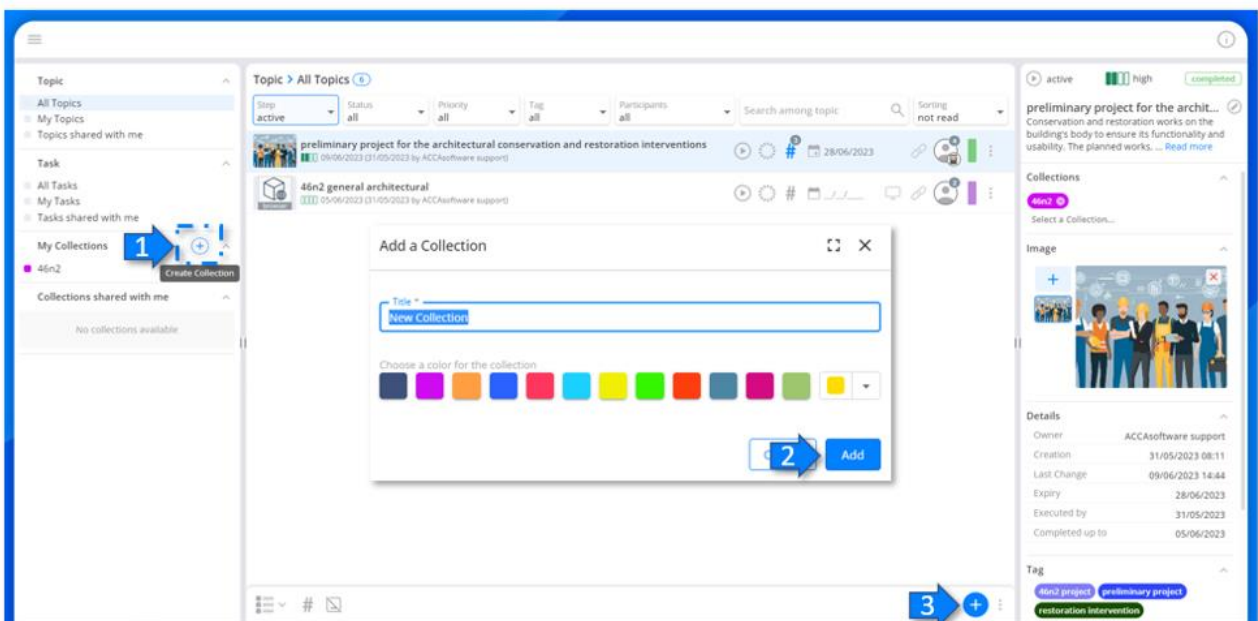 Topic
All Topics
My Topics
Topics shared with me
Task
All Tasks
My Tasks
Tasks shared with me
My Collections
1
Create Collection
46n2
Collections shared with me
No collections available
Topic > All Topics 6
Step
active
Status
all
Priority
all
Tag
all
Participants
all
Search among topic
Sorting
not read
preliminary project for the architectural conservation and restoration interventions
09/06/2023 (31/05/2023 by ACCAsoftware support)
28/06/2023
46n2 general architectural
05/06/2023 (31/05/2023 by ACCAsoftware support)
Add a Collection
Title *
New Collection
Choose a color for the collection
2
Add
3
active
high
completed
preliminary project for the archit...
Conservation and restoration works on the
building's body to ensure its functionality and
usability. The planned works, ... Read more
Collections
46n2
Select a Collection...
Image
Details
Owner ACCAsoftware support
Creation 31/05/2023 08:11
Last Change 09/06/2023 14:44
Expiry 28/06/2023
Executed by 31/05/2023
Completed up to 05/06/2023
Tag
46n2 project preliminary project
restoration intervention